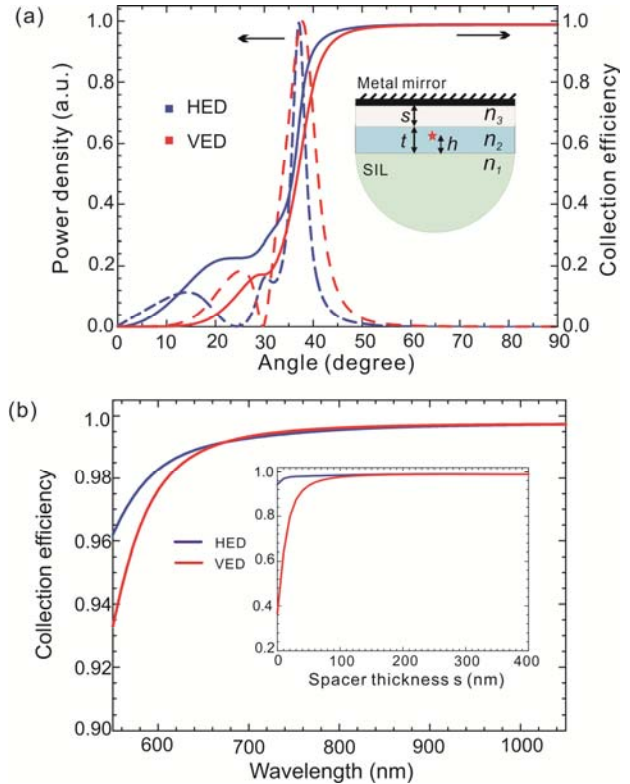 (a)
1.0
0.8
0.6
0.4
0.2
0.0
Power density (a.u.)
HED
VED
Metal mirror
s
t
h
n3
n2
n1
SIL
1.0
0.8
0.6
0.4
0.2
0.0
Collection efficiency
0 10 20 30 40 50 60 70 80 90
Angle (degree)
(b)
1.00
0.98
0.96
0.94
0.92
0.90
Collection efficiency
HED
VED
1.0
0.8
0.6
0.4
0.2
0 100 200 300 400
Spacer thickness s (nm)
600 700 800 900 1000
Wavelength (nm)